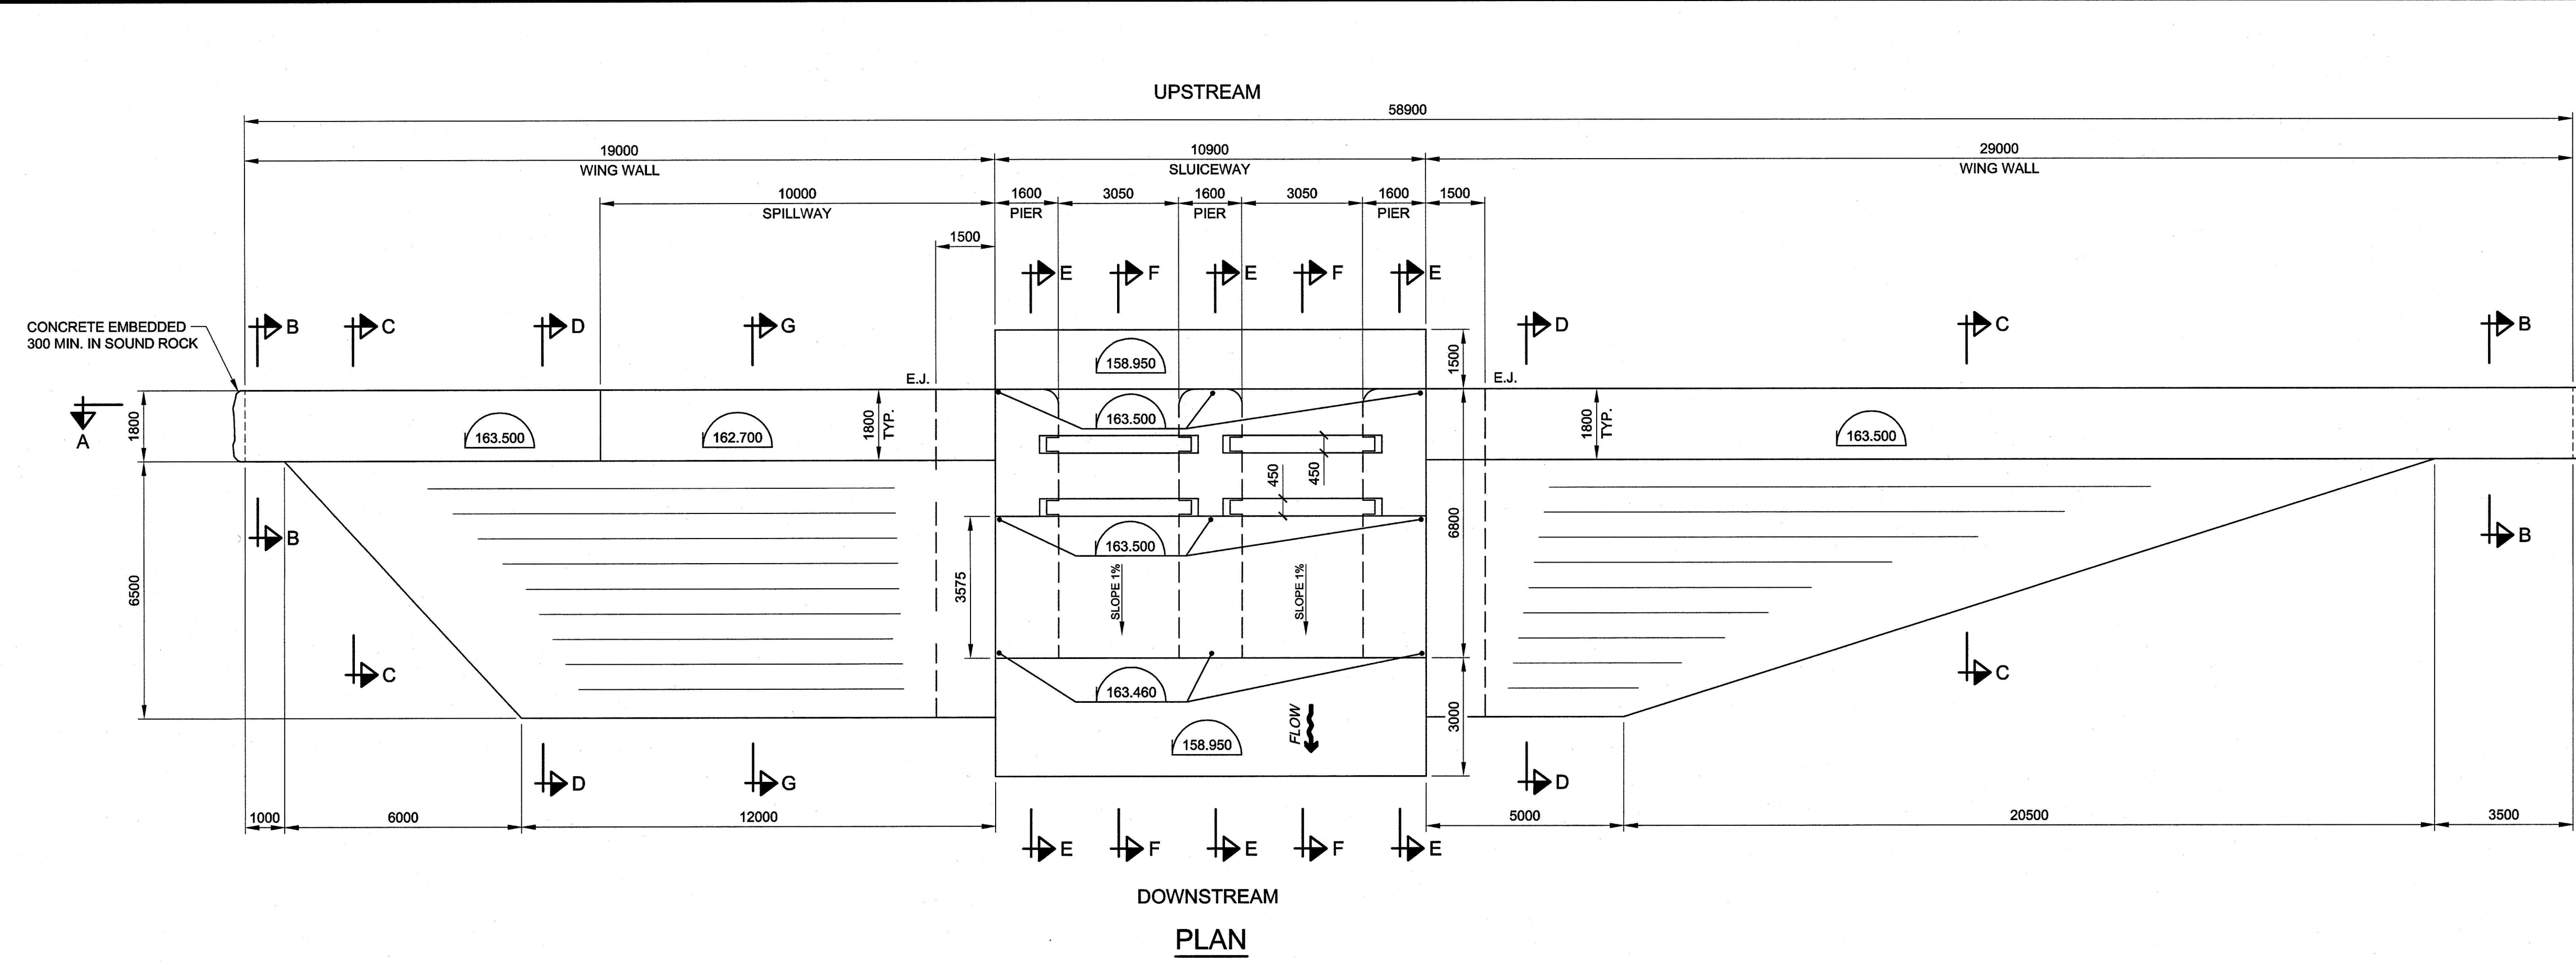 UPSTREAM
58900
19000
WING WALL
10900
SLUICEWAY
29000
WING WALL
10000
SPILLWAY
1600
PIER
3050
1600
PIER
3050
1600
PIER
1500
1500
E
F
E
F
E
CONCRETE EMBEDDED
300 MIN. IN SOUND ROCK
B
C
D
G
D
C
B
158.950
1500
E.J.
E.J.
A
1800
163.500
162.700
1800
TYP.
163.500
1800
TYP.
163.500
450
450
B
B
6500
3575
163.500
6800
SLOPE 1%
SLOPE 1%
C
C
163.460
158.950
FLOW
3000
D
G
D
1000
6000
12000
5000
20500
3500
E
F
E
F
E
DOWNSTREAM
PLAN